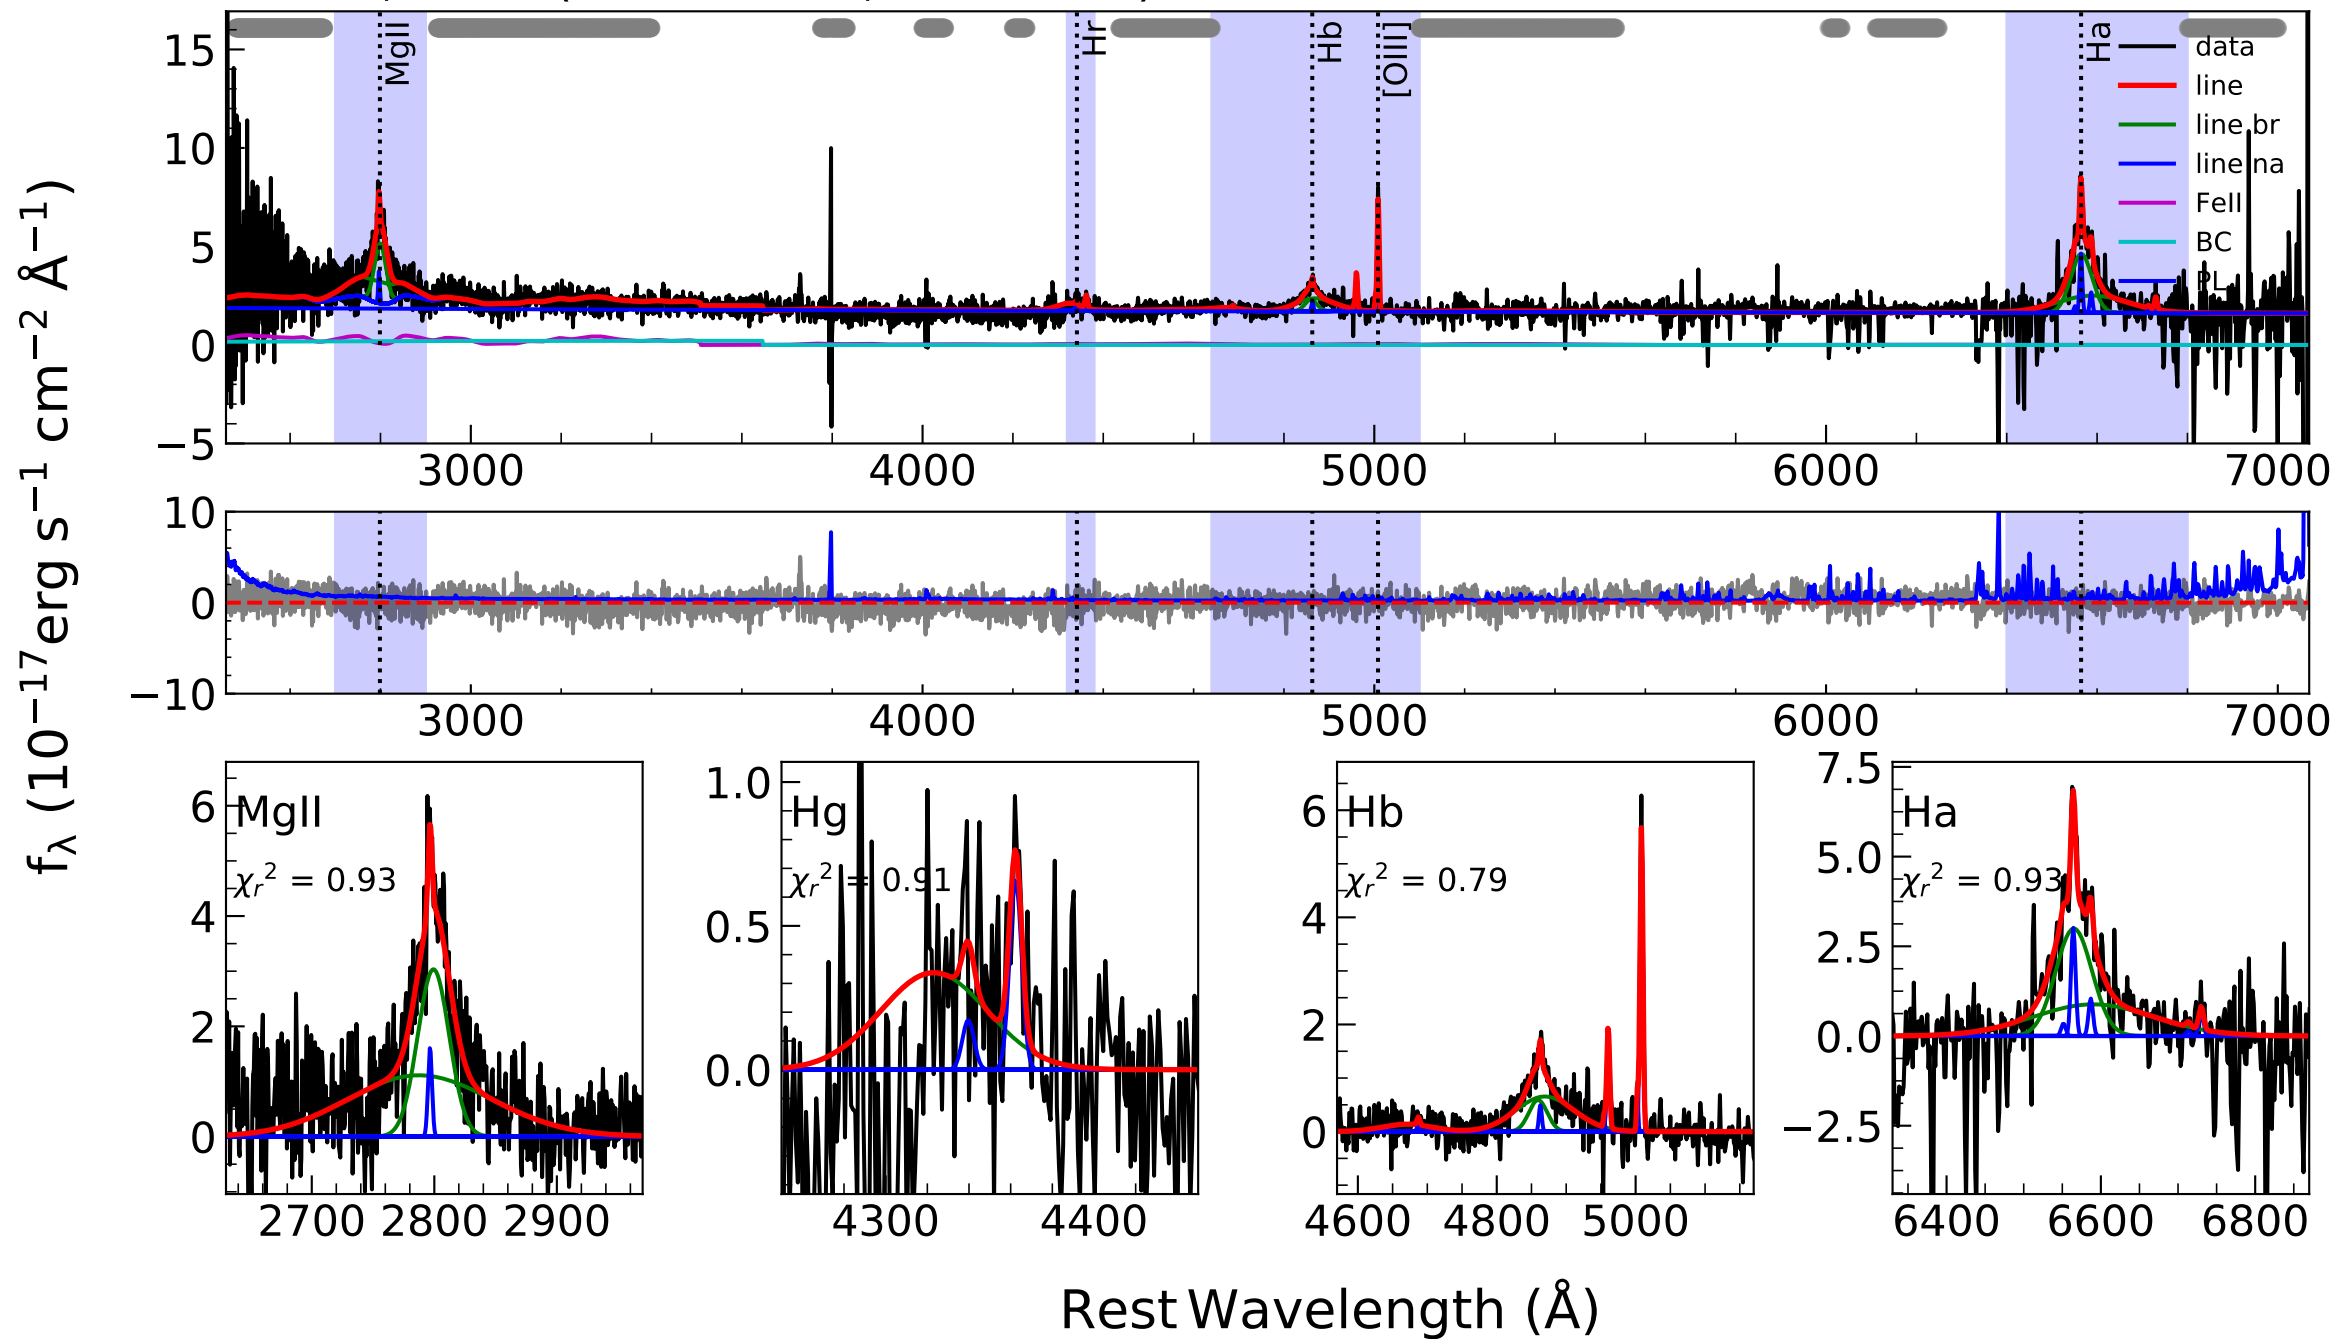 15
10
5
0
−5
MgII
Hr
Hb
[OIII]
Ha
data
line
line br
line na
FeII
BC
PL
3000
4000
5000
6000
7000
10
0
−10
3000
4000
5000
6000
7000
fλ (10⁻¹⁷erg s⁻¹ cm⁻² Å⁻¹)
MgII
χr² = 0.93
6
4
2
0
2700
2800
2900
Hg
χr² = 0.91
1.0
0.5
0.0
4300
4400
Hb
χr² = 0.79
6
4
2
0
4600
4800
5000
Ha
χr² = 0.93
7.5
5.0
2.5
0.0
−2.5
6400
6600
6800
Rest Wavelength (Å)